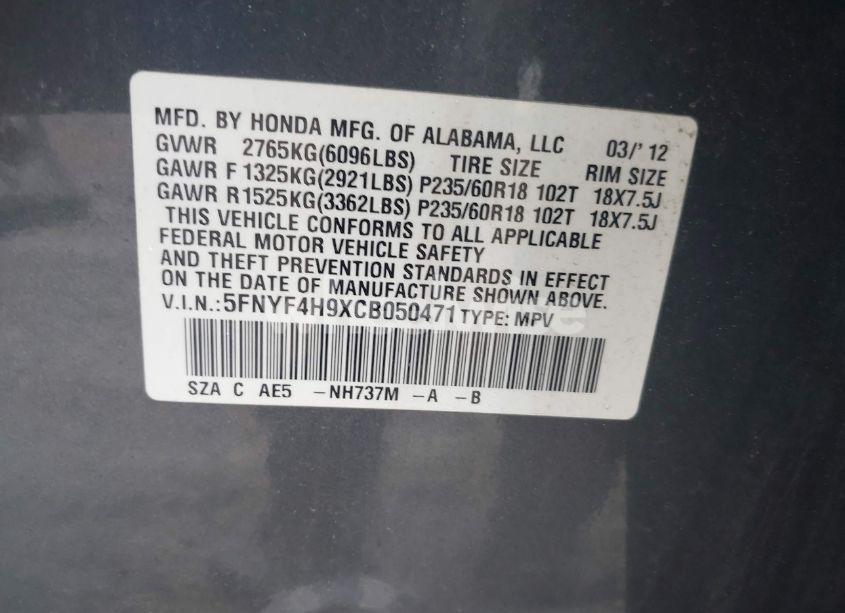 MFD. BY HONDA MFG. OF ALABAMA, LLC 03/'12
GVWR 2765KG(6096LBS) TIRE SIZE RIM SIZE
GAWR F 1325KG(2921LBS) P235/60R18 102T 18X7.5J
GAWR R1525KG(3362LBS) P235/60R18 102T 18X7.5J
THIS VEHICLE CONFORMS TO ALL APPLICABLE
FEDERAL MOTOR VEHICLE SAFETY
AND THEFT PREVENTION STANDARDS IN EFFECT
ON THE DATE OF MANUFACTURE SHOWN ABOVE.
V.I.N.:5FNYF4H9XCB050471 TYPE: MPV
SZA C AE5 -NH737M -A -B